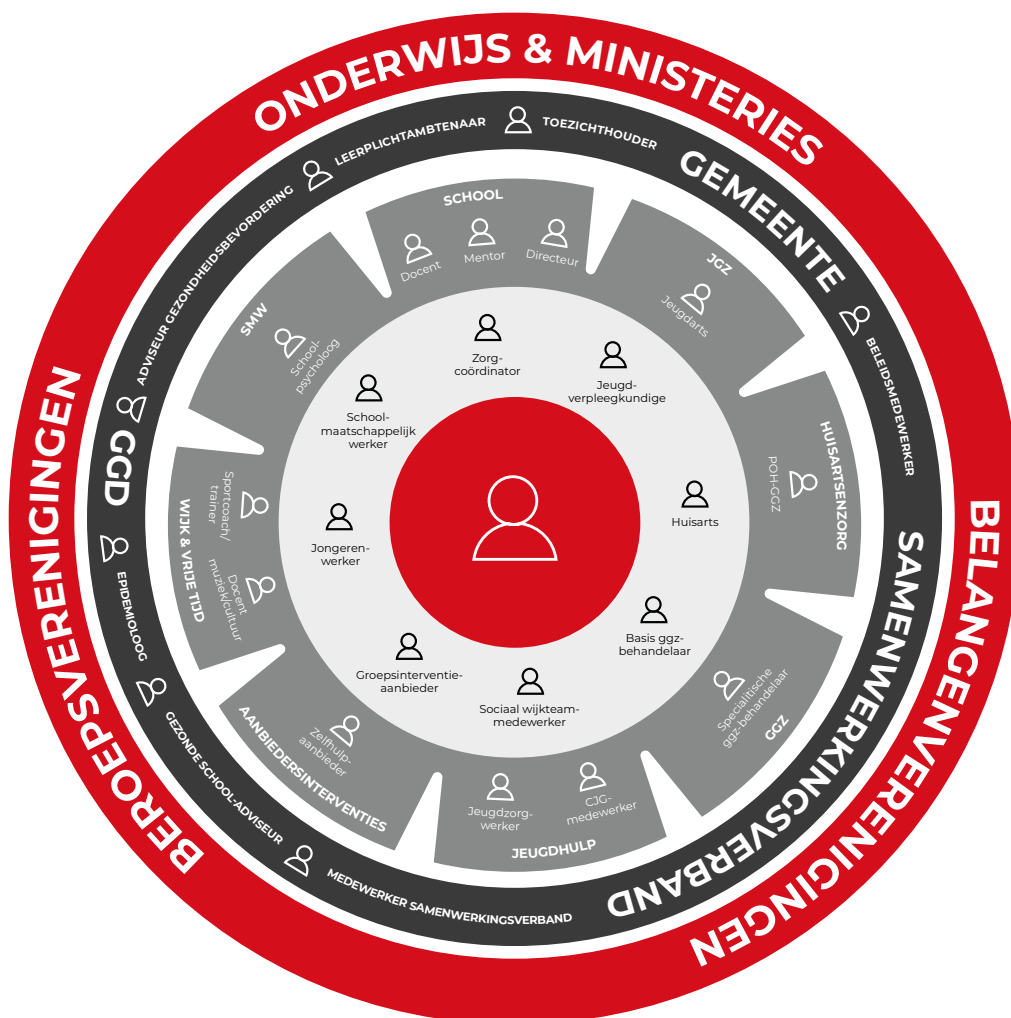 ONDERWIJS & MINISTERIES
BELANGENVERENIGINGEN
BEROEPSVERENIGINGEN
GEMEENTE
SAMENWERKINGSVERBAND
GGD
LEERPLICHTAMBTENAAR
TOEZICHTHOUDER
BELEIDSMEDEWERKER
MEDEWERKER SAMENWERKINGSVERBAND
GEZONDE SCHOOL-ADVISEUR
EPIDEMIOLOOG
ADVISEUR GEZONDHEIDSBEVORDERING
SCHOOL
Docent
Mentor
Directeur
JGZ
Jeugdarts
HUISARTSENZORG
POH-GGZ
Specialitische
ggz-behandelaar
GGZ
CJG-
medewerker
Jeugdzorg-
werker
JEUGDHULP
Zelfhulp-
aanbieder
AANBIEDERSINTERVENTIES
Docent
muziek/cultuur
Sportcoach/
trainer
WIJK & VRIJE TIJD
SMW
School-
psycholoog
Zorg-
coördinator
Jeugd-
verpleegkundige
Huisarts
Basis ggz-
behandelaar
Sociaal wijkteam-
medewerker
Groepsinterventie-
aanbieder
Jongeren-
werker
School-
maatschappelijk
werker